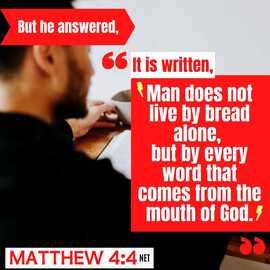 But he answered,
“It is written,
Man does not
live by bread
alone,
but by every
word that
comes from the
mouth of God.”
MATTHEW 4:4 NET